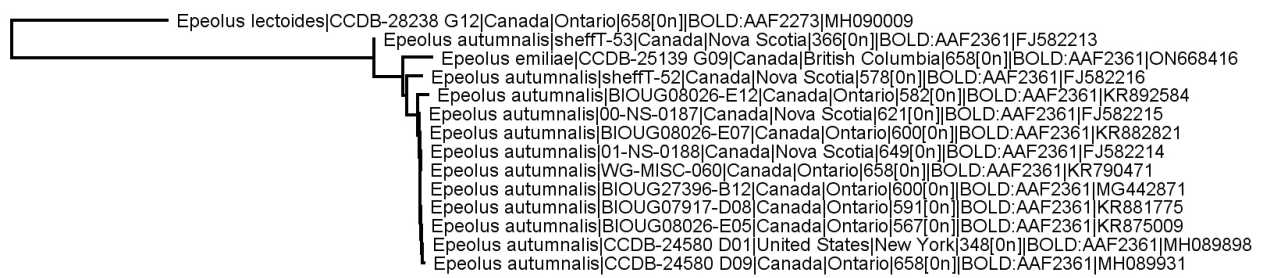 Epeolus lectoides|CCDB-28238 G12|Canada|Ontario|658[0n]|BOLD:AAF2273|MH090009
Epeolus autumnalis|sheffT-53|Canada|Nova Scotia|366[0n]|BOLD:AAF2361|FJ582213
Epeolus emiliae|CCDB-25139 G09|Canada|British Columbia|658[0n]|BOLD:AAF2361|ON668416
Epeolus autumnalis|sheffT-52|Canada|Nova Scotia|578[0n]|BOLD:AAF2361|FJ582216
Epeolus autumnalis|BIOUG08026-E12|Canada|Ontario|582[0n]|BOLD:AAF2361|KR892584
Epeolus autumnalis|00-NS-0187|Canada|Nova Scotia|621[0n]|BOLD:AAF2361|FJ582215
Epeolus autumnalis|BIOUG08026-E07|Canada|Ontario|600[0n]|BOLD:AAF2361|KR882821
Epeolus autumnalis|01-NS-0188|Canada|Nova Scotia|649[0n]|BOLD:AAF2361|FJ582214
Epeolus autumnalis|WG-MISC-060|Canada|Ontario|658[0n]|BOLD:AAF2361|KR790471
Epeolus autumnalis|BIOUG27396-B12|Canada|Ontario|600[0n]|BOLD:AAF2361|MG442871
Epeolus autumnalis|BIOUG07917-D08|Canada|Ontario|591[0n]|BOLD:AAF2361|KR881775
Epeolus autumnalis|BIOUG08026-E05|Canada|Ontario|567[0n]|BOLD:AAF2361|KR875009
Epeolus autumnalis|CCDB-24580 D01|United States|New York|348[0n]|BOLD:AAF2361|MH089898
Epeolus autumnalis|CCDB-24580 D09|Canada|Ontario|658[0n]|BOLD:AAF2361|MH089931